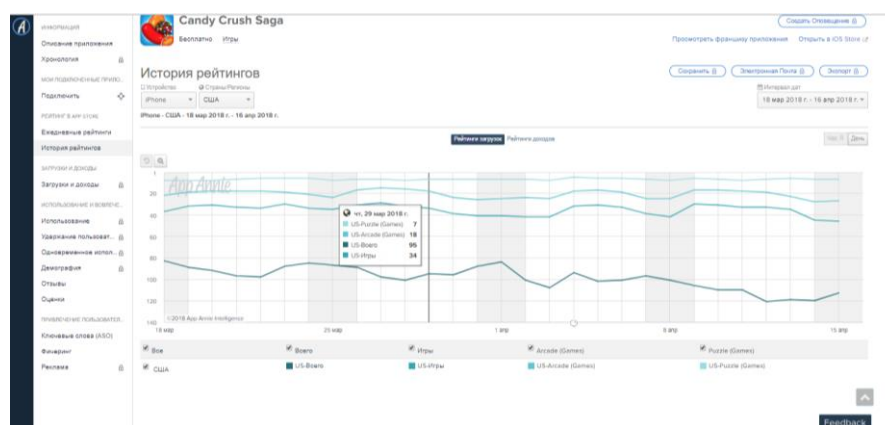 Candy Crush Saga
Бесплатно Игры
Создать Оповещение
Просмотреть франшизу приложения Открыть в iOS Store
ИНФОРМАЦИЯ
Описание приложения
Хронология
МОИ ПОДКЛЮЧЕННЫЕ ПРИЛО...
Подключить
РЕЙТИНГ В APP STORE
Ежедневные рейтинги
История рейтингов
ЗАГРУЗКИ И ДОХОДЫ
Загрузки и доходы
ИСПОЛЬЗОВАНИЕ И ВОВЛЕЧЕ...
Использование
Удержание пользоват...
Одновременное испол...
Демография
Отзывы
Оценки
ПРИВЛЕЧЕНИЕ ПОЛЬЗОВАТЕЛ...
Ключевые слова (ASO)
Фичеринг
Реклама
История рейтингов
Сохранить Электронная Почта Экспорт
Устройство Страны/Регионы Интервал дат
iPhone США 18 мар 2018 г. - 16 апр 2018 г.
iPhone - США - 18 мар 2018 г. - 16 апр 2018 г.
Рейтинги загрузок Рейтинги доходов
День
App Annie
1
20
40
60
80
100
120
140
чт, 29 мар 2018 г.
US-Puzzle (Games) 7
US-Arcade (Games) 18
US-Всего 95
US-Игры 34
©2018 App Annie Intelligence
18 мар 25 мар 1 апр 8 апр 15 апр
Все Всего Игры Arcade (Games) Puzzle (Games)
США US-Всего US-Игры US-Arcade (Games) US-Puzzle (Games)
Feedback